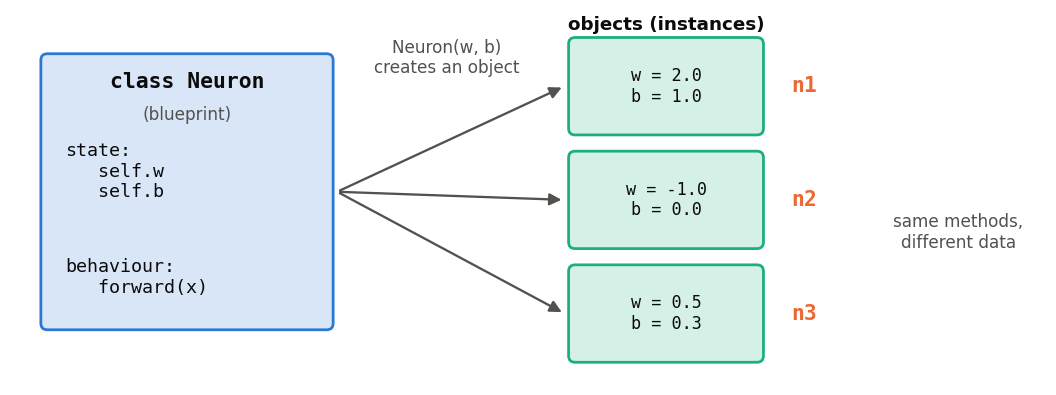 class Neuron
(blueprint)
state:
   self.w
   self.b
behaviour:
   forward(x)
Neuron(w, b)
creates an object
objects (instances)
w = 2.0
b = 1.0
n1
w = -1.0
b = 0.0
n2
w = 0.5
b = 0.3
n3
same methods,
different data